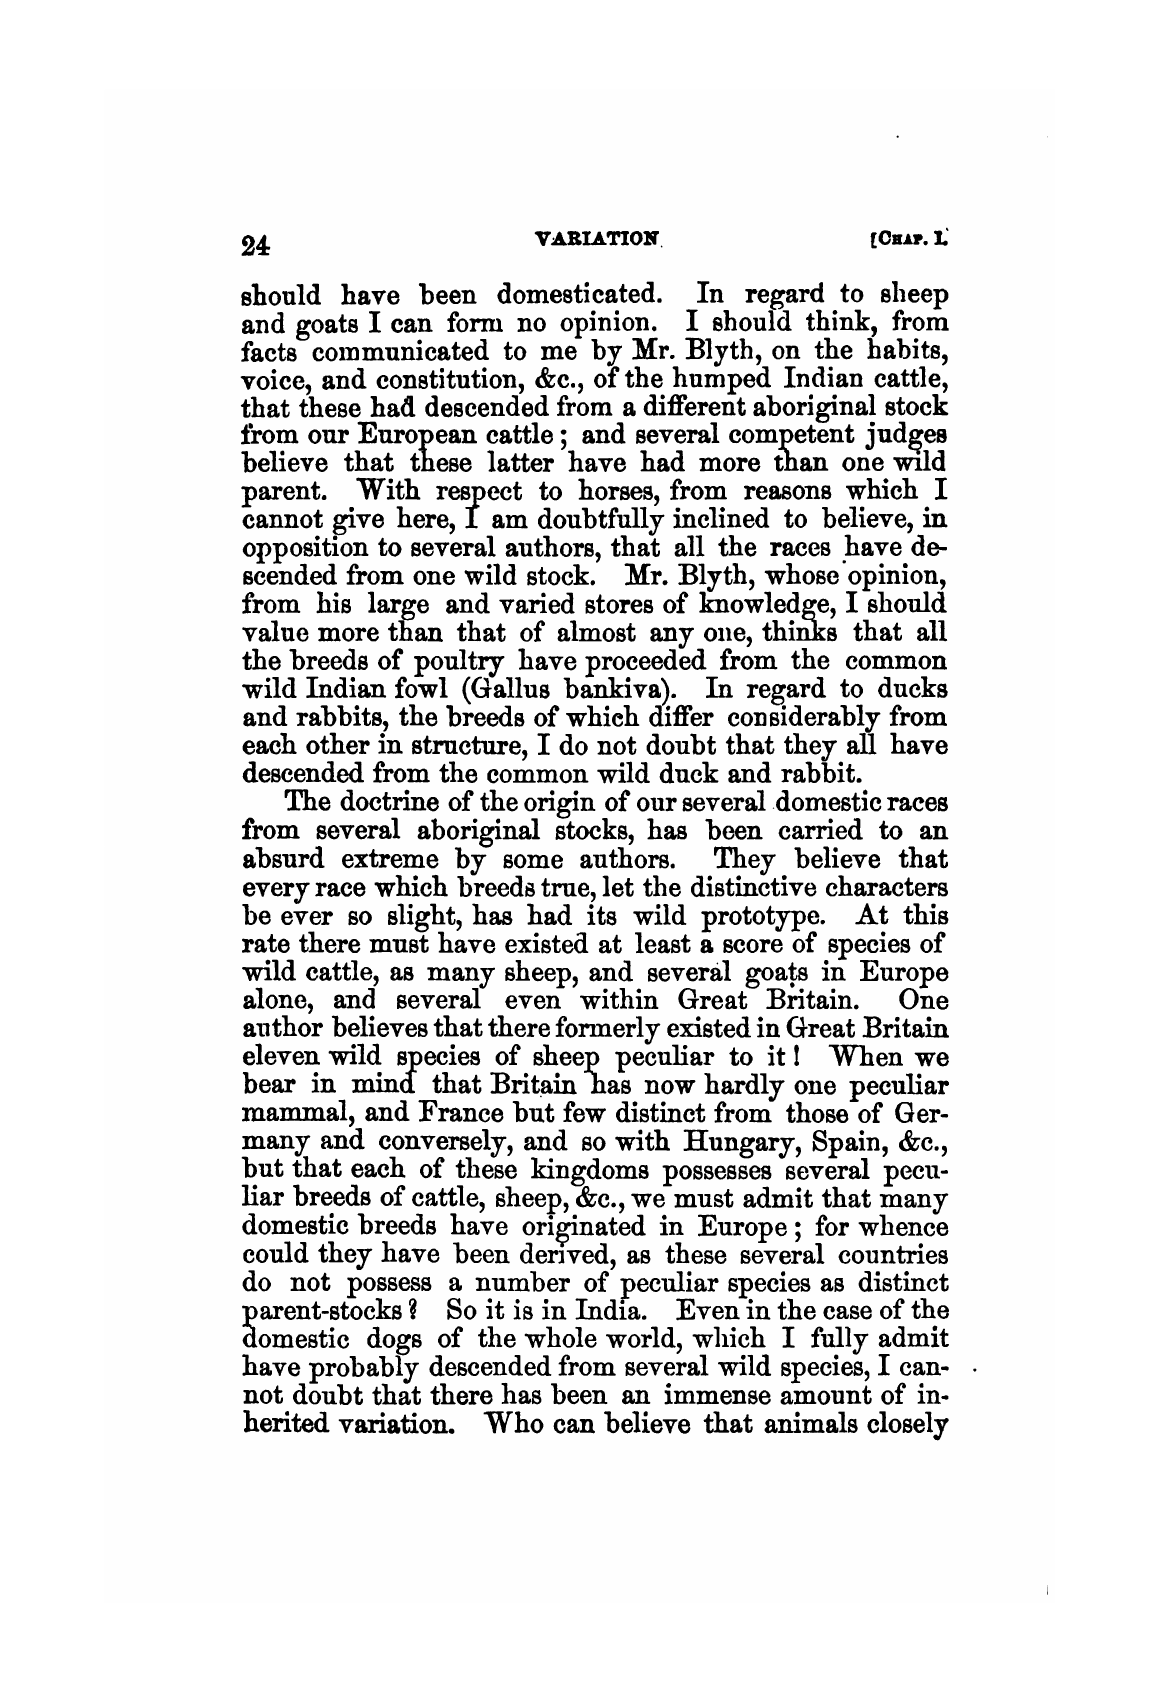 24 VARIATION. [CHAP. I.
should have been domesticated. In regard to sheep
and goats I can form no opinion. I should think, from
facts communicated to me by Mr. Blyth, on the habits,
voice, and constitution, &c., of the humped Indian cattle,
that these had descended from a different aboriginal stock
from our European cattle; and several competent judges
believe that these latter have had more than one wild
parent. With respect to horses, from reasons which I
cannot give here, I am doubtfully inclined to believe, in
opposition to several authors, that all the races have de-
scended from one wild stock. Mr. Blyth, whose opinion,
from his large and varied stores of knowledge, I should
value more than that of almost any one, thinks that all
the breeds of poultry have proceeded from the common
wild Indian fowl (Gallus bankiva). In regard to ducks
and rabbits, the breeds of which differ considerably from
each other in structure, I do not doubt that they all have
descended from the common wild duck and rabbit.
The doctrine of the origin of our several domestic races
from several aboriginal stocks, has been carried to an
absurd extreme by some authors. They believe that
every race which breeds true, let the distinctive characters
be ever so slight, has had its wild prototype. At this
rate there must have existed at least a score of species of
wild cattle, as many sheep, and several goats in Europe
alone, and several even within Great Britain. One
author believes that there formerly existed in Great Britain
eleven wild species of sheep peculiar to it! When we
bear in mind that Britain has now hardly one peculiar
mammal, and France but few distinct from those of Ger-
many and conversely, and so with Hungary, Spain, &c.,
but that each of these kingdoms possesses several pecu-
liar breeds of cattle, sheep, &c., we must admit that many
domestic breeds have originated in Europe; for whence
could they have been derived, as these several countries
do not possess a number of peculiar species as distinct
parent-stocks? So it is in India. Even in the case of the
domestic dogs of the whole world, which I fully admit
have probably descended from several wild species, I can-
not doubt that there has been an immense amount of in-
herited variation. Who can believe that animals closely